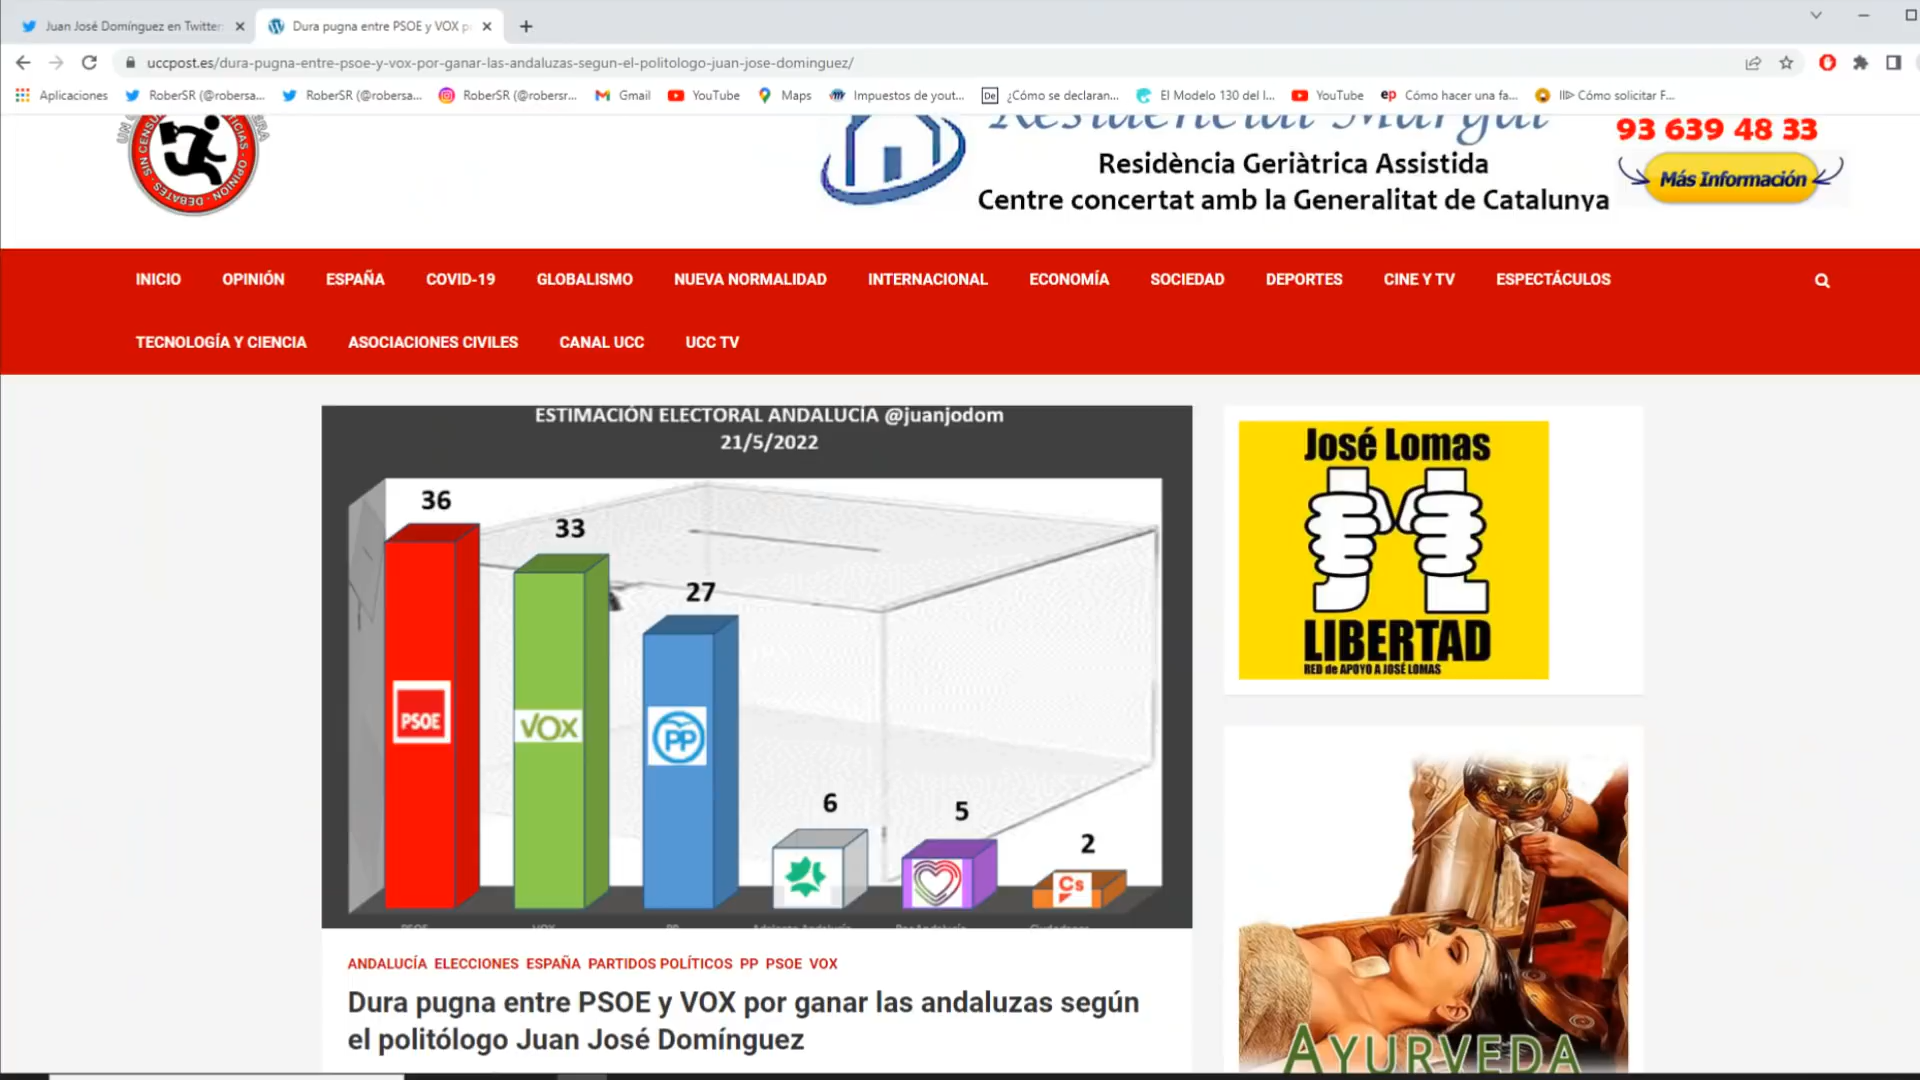 Juan José Domínguez en Twitter:
Dura pugna entre PSOE y VOX p
uccpost.es/dura-pugna-entre-psoe-y-vox-por-ganar-las-andaluzas-segun-el-politologo-juan-jose-dominguez/
Aplicaciones
RoberSR (@robersa...
RoberSR (@robersa...
RoberSR (@robersr...
Gmail
YouTube
Maps
Impuestos de yout...
¿Cómo se declaran...
El Modelo 130 del I...
YouTube
Cómo hacer una fa...
Cómo solicitar F...
SIN CENSU
OPINION - DEBATES
Residencial Margal
93 639 48 33
Residència Geriàtrica Assistida
Más Información
Centre concertat amb la Generalitat de Catalunya
INICIO OPINIÓN ESPAÑA COVID-19 GLOBALISMO NUEVA NORMALIDAD INTERNACIONAL ECONOMÍA SOCIEDAD DEPORTES CINE Y TV ESPECTÁCULOS
TECNOLOGÍA Y CIENCIA ASOCIACIONES CIVILES CANAL UCC UCC TV
ESTIMACIÓN ELECTORAL ANDALUCÍA @juanjodom
21/5/2022
36
33
27
6
5
2
PSOE
VOX
PP
Cs
José Lomas
LIBERTAD
RED de APOYO A JOSÉ LOMAS
AYURVEDA
ANDALUCÍA ELECCIONES ESPAÑA PARTIDOS POLÍTICOS PP PSOE VOX
Dura pugna entre PSOE y VOX por ganar las andaluzas según
el politólogo Juan José Domínguez